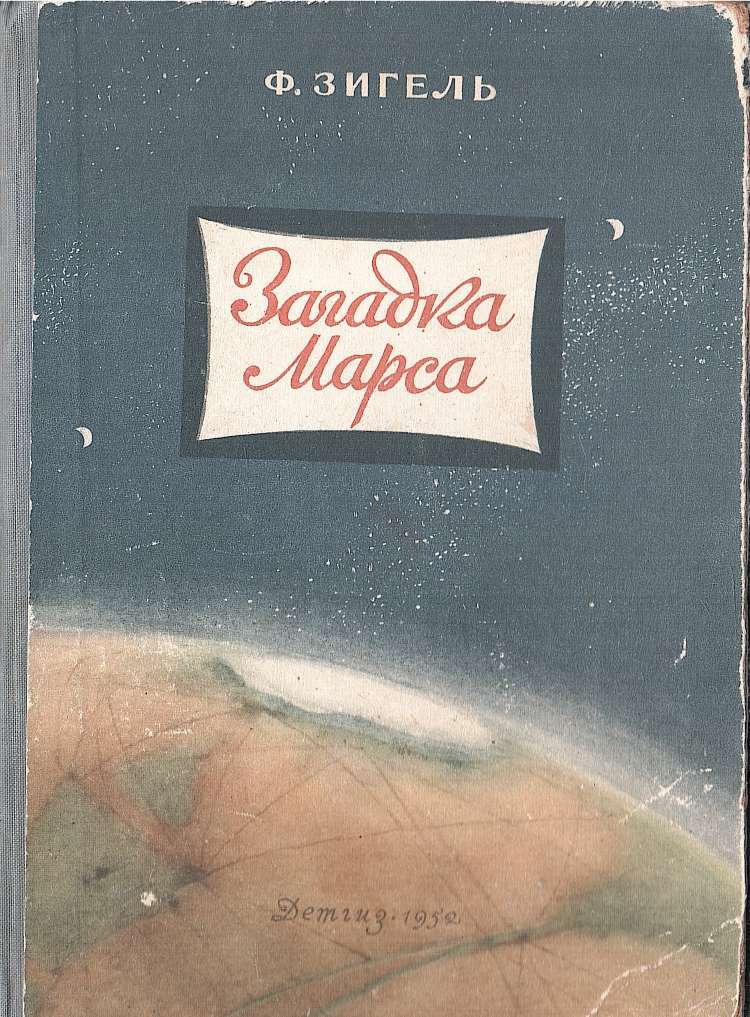 Ф. ЗИГЕЛЬ
Загадка
Марса
Детгиз • 1952